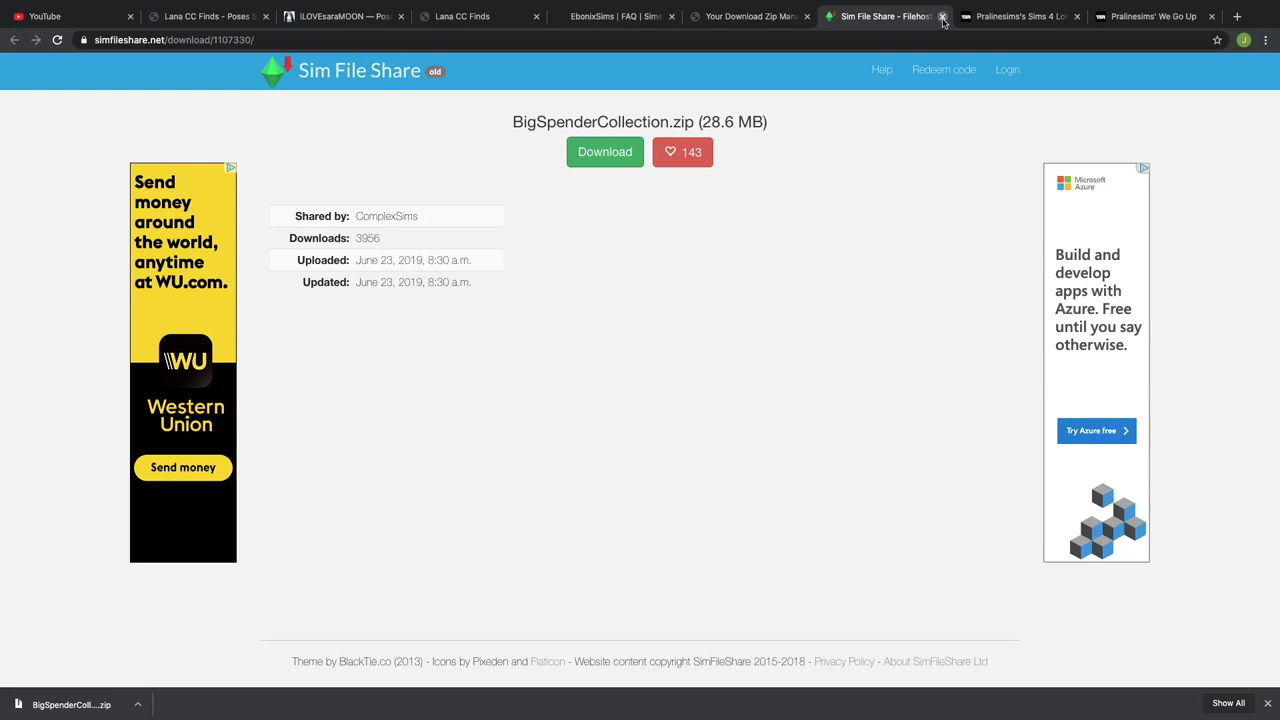 YouTube
Lana CC Finds - Poses
iLOVEsaraMOON — Pos
Lana CC Finds
EbonixSims | FAQ | Sims
Your Download Zip Man
Sim File Share - Filehost
Pralinesims's Sims 4 Lo
Pralinesims' We Go Up
simfileshare.net/download/1107330/
J
Sim File Share old
Help
Redeem code
Login
BigSpenderCollection.zip (28.6 MB)
Download
143
Shared by: ComplexSims
Downloads: 3956
Uploaded: June 23, 2019, 8:30 a.m.
Updated: June 23, 2019, 8:30 a.m.
Send
money
around
the world,
anytime
at WU.com.
WU
Western
Union
Send money
Microsoft
Azure
Build and
develop
apps with
Azure. Free
until you say
otherwise.
Try Azure free
Theme by BlackTie.co (2013) - Icons by Pixeden and Flaticon - Website content copyright SimFileShare 2015-2018 - Privacy Policy - About SimFileShare Ltd
BigSpenderColl....zip
Show All